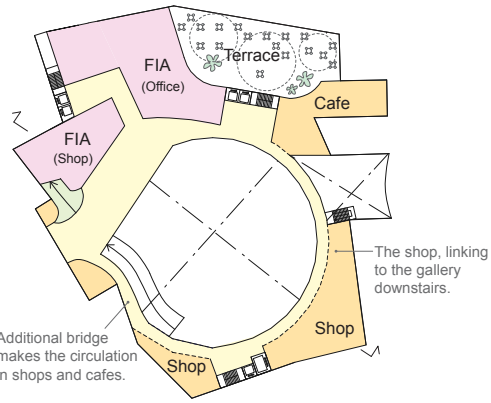 Terrace
FIA
(Office)
Cafe
FIA
(Shop)
The shop, linking
to the gallery
downstairs.
Shop
Additional bridge
makes the circulation
in shops and cafes.
Shop